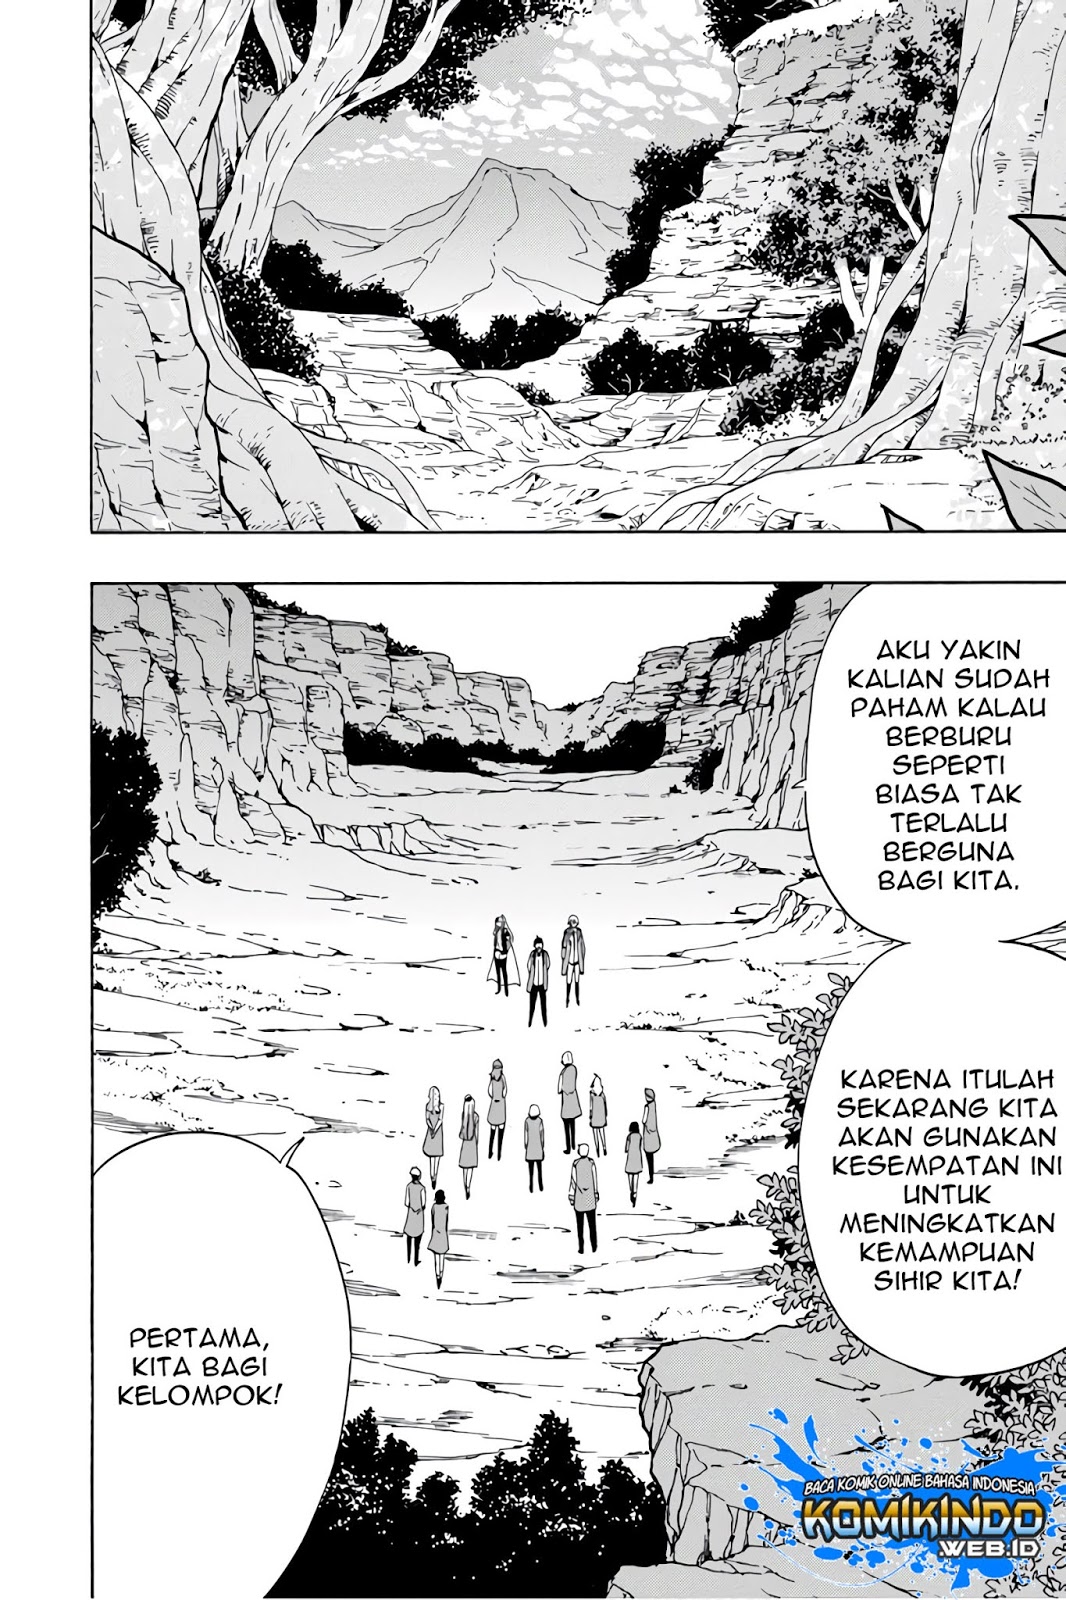 AKU YAKIN
KALIAN SUDAH
PAHAM KALAU
BERBURU
SEPERTI
BIASA TAK
TERLALU
BERGUNA
BAGI KITA.
KARENA ITULAH
SEKARANG KITA
AKAN GUNAKAN
KESEMPATAN INI
UNTUK
MENINGKATKAN
KEMAMPUAN
SIHIR KITA!
PERTAMA,
KITA BAGI
KELOMPOK!
BACA KOMIK ONLINE BAHASA INDONESIA
KOMIKINDO
WEB.ID